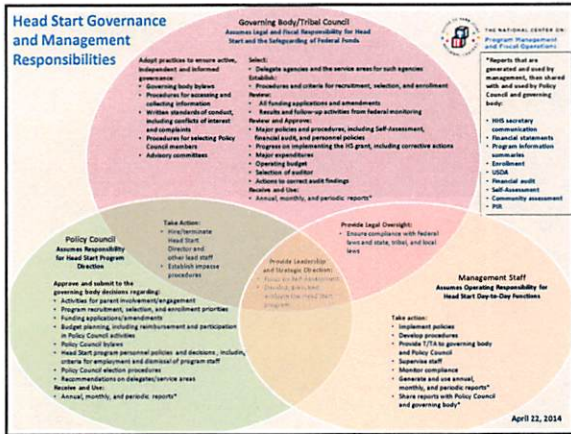 Head Start Governance
and Management
Responsibilities
Governing Body/Tribal Council
Assumes Legal and Fiscal Responsibility for Head
Start and the Safeguarding of Federal Funds
THE NATIONAL CENTER ON
Program Management
and Fiscal Operations
Adopt practices to ensure active,
independent and informed
governance
• Governing body bylaws
• Procedures for accessing and
collecting information
• Written standards of conduct,
including conflicts of interest
and complaints
• Procedures for selecting Policy
Council members
• Advisory committees
Select:
• Delegate agencies and the service areas for such agencies
Establish:
• Procedures and criteria for recruitment, selection, and enrollment
Review:
All funding applications and amendments
Results and follow-up activities from federal monitoring
Review and Approve:
• Major policies and procedures, including Self-Assessment,
financial audit, and personnel policies
• Progress on implementing the HS grant, including corrective actions
• Major expenditures
• Operating budget
• Selection of auditor
• Actions to correct audit findings
Receive and Use:
• Annual, monthly, and periodic reports*
*Reports that
are generated
and used by
management, then
shared with
and used by Policy
Council and governing
body:
• HHS secretary
communication
• Financial statements
• Program information
summaries
• Enrollment
• USDA
• Financial audit
• Self-Assessment
• Community assessment
• PIR
Take Action:
• Hire/terminate
Head Start
Director and
other lead staff
• Establish impasse
procedures
Provide Legal Oversight:
• Ensure compliance with federal
laws and state, tribal, and local
laws
Provide Leadership
and Strategic Direction:
• Focus on Self-Assessment
• Develop, plan, and
evaluate the Head Start
program
Policy Council
Assumes Responsibility
for Head Start Program
Direction
Approve and submit to the
governing body decisions regarding:
• Activities for parent involvement/engagement
• Program recruitment, selection, and enrollment priorities
• Funding applications/amendments
• Budget planning, including reimbursement and participation
in Policy Council activities
• Policy Council bylaws
• Head Start program personnel policies and decisions, including
criteria for employment and dismissal of program staff
• Policy Council election procedures
• Recommendations on delegates/service areas
Receive and Use:
• Annual, monthly, and periodic reports*
Management Staff
Assumes Operating Responsibility for
Head Start Day-to-Day Functions
Take action:
• Implement policies
• Develop procedures
• Provide T/TA to governing body
and Policy Council
• Supervise staff
• Monitor compliance
• Generate and use annual,
monthly, and periodic reports*
• Share reports with Policy Council
and governing body*
April 22, 2014